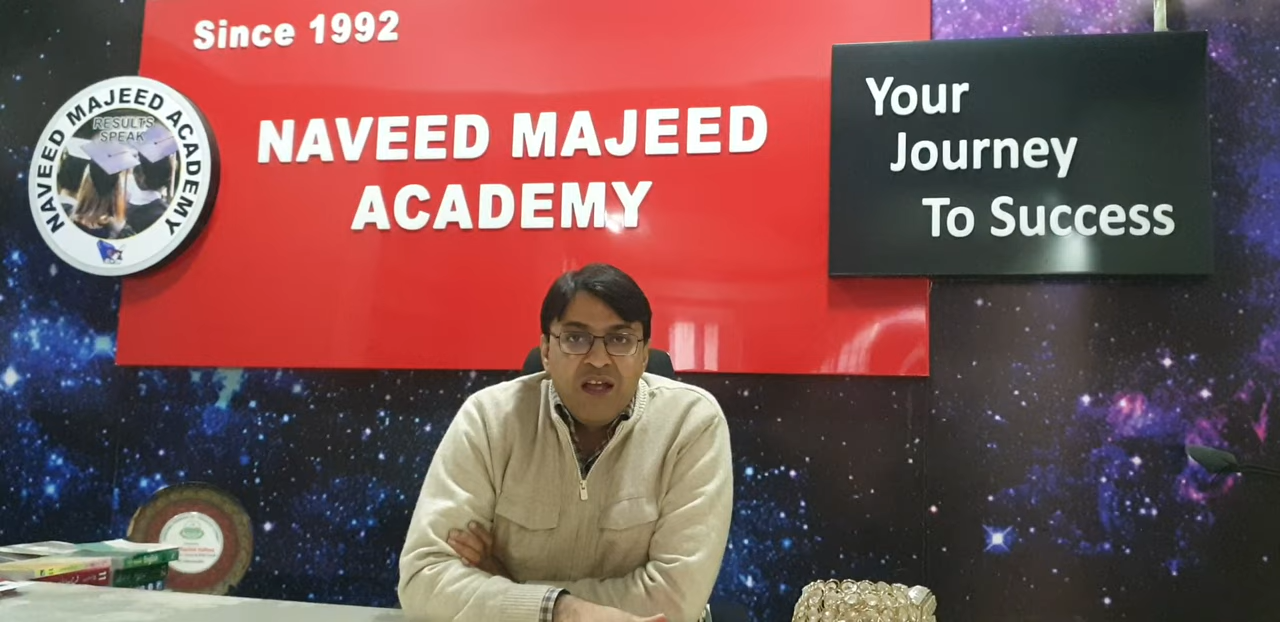 Since 1992
NAVEED MAJEED ACADEMY
RESULTS
SPEAK
NAVEED MAJEED
ACADEMY
Your
Journey
To Success